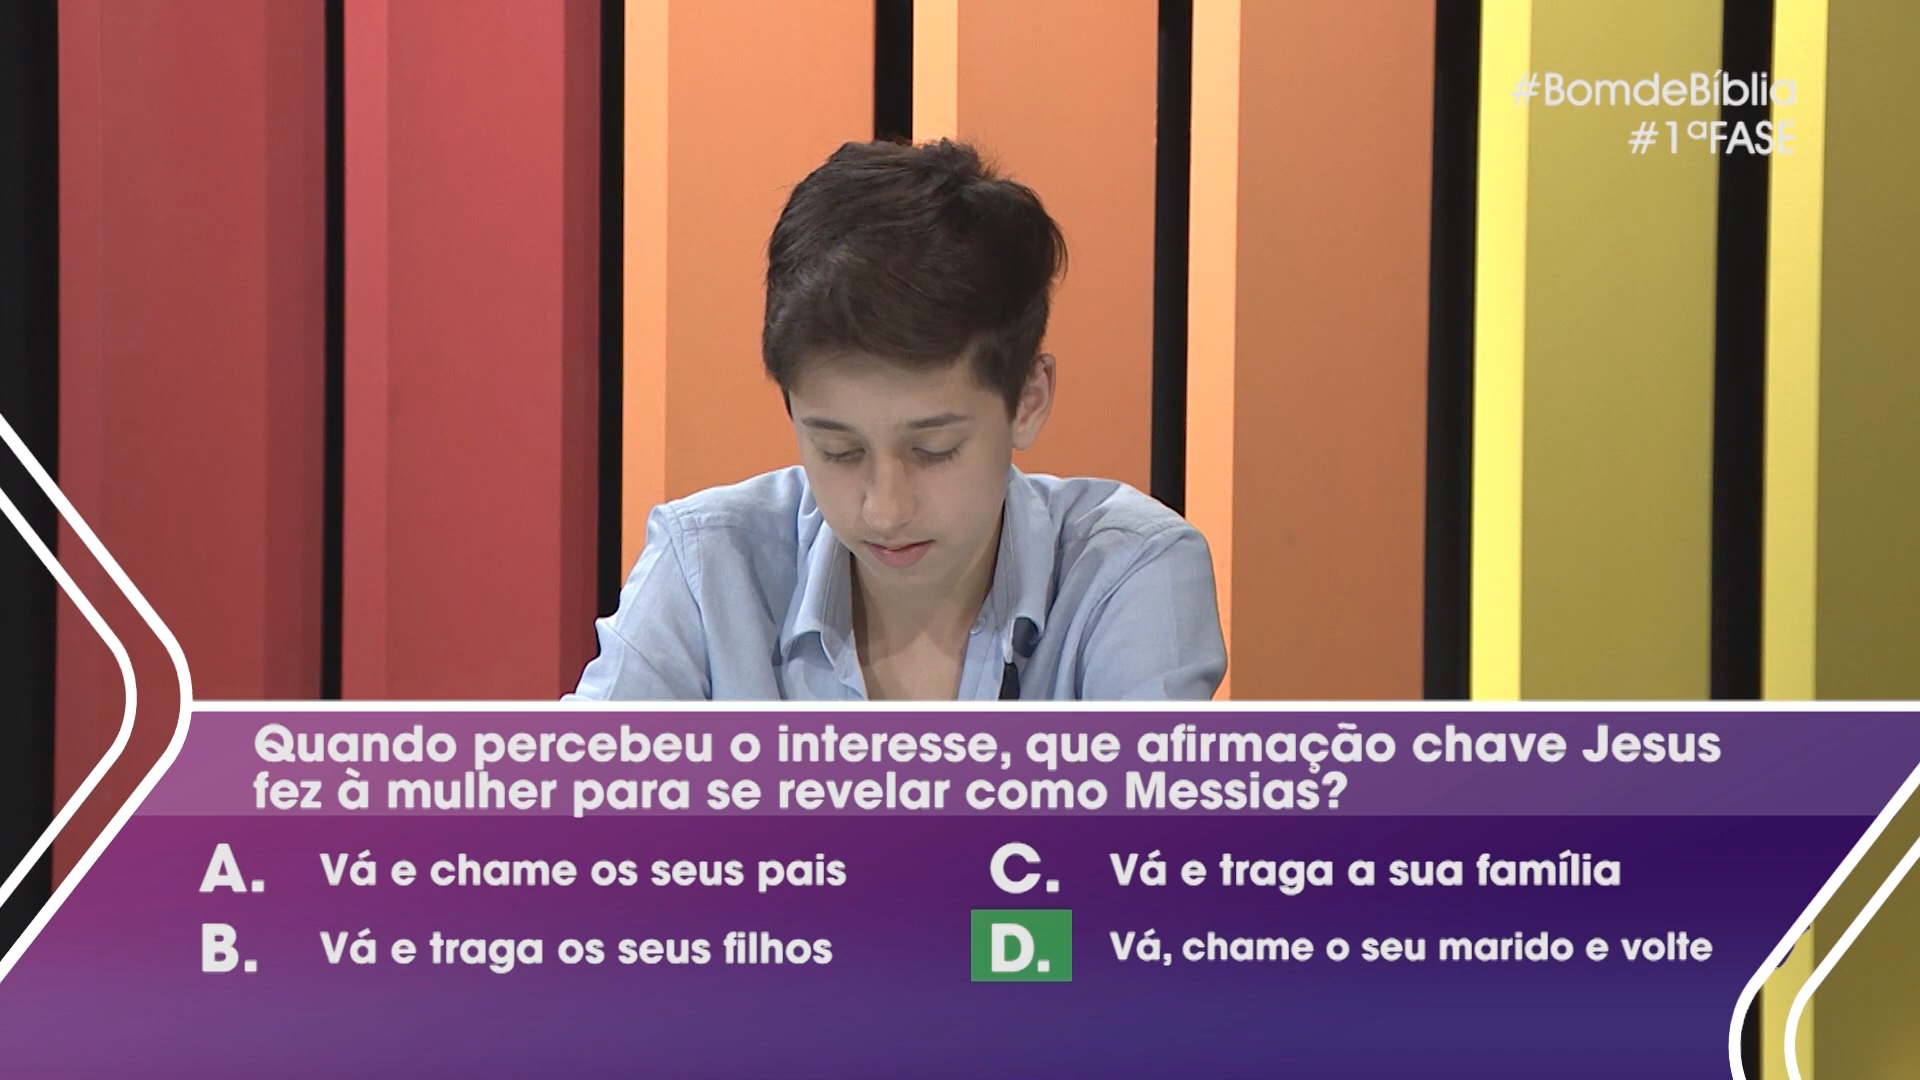 #BomdeBíblia
#1ªFASE
Quando percebeu o interesse, que afirmação chave Jesus
fez à mulher para se revelar como Messias?
A. Vá e chame os seus pais
C. Vá e traga a sua família
B. Vá e traga os seus filhos
D. Vá, chame o seu marido e volte